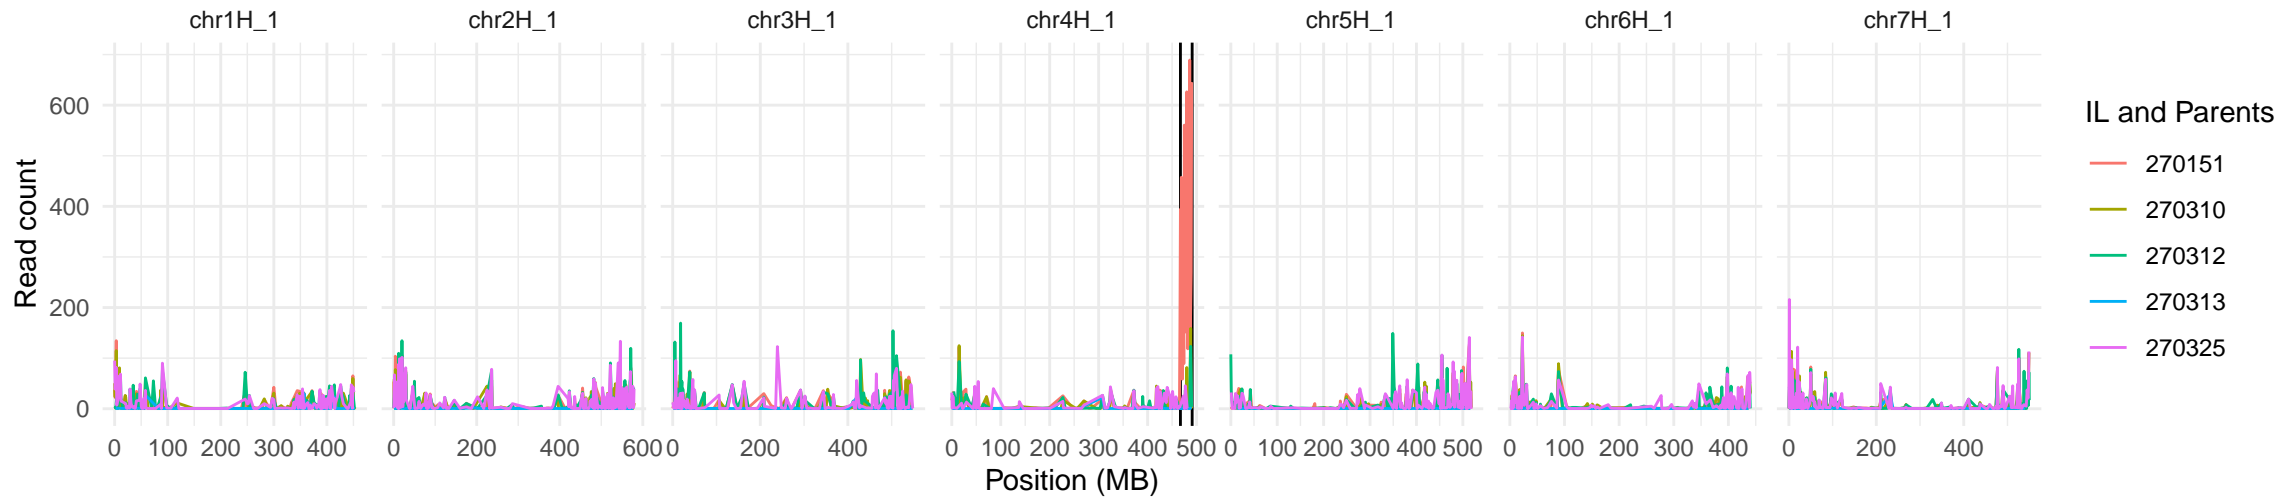 chr1H_1 chr2H_1 chr3H_1 chr4H_1 chr5H_1 chr6H_1 chr7H_1
600
400
200
0
Read count
0 100 200 300 400 0 200 400 600 0 200 400 0 100 200 300 400 500 0 100 200 300 400 500 0 100 200 300 400 0 200 400
Position (MB)
IL and Parents
270151
270310
270312
270313
270325